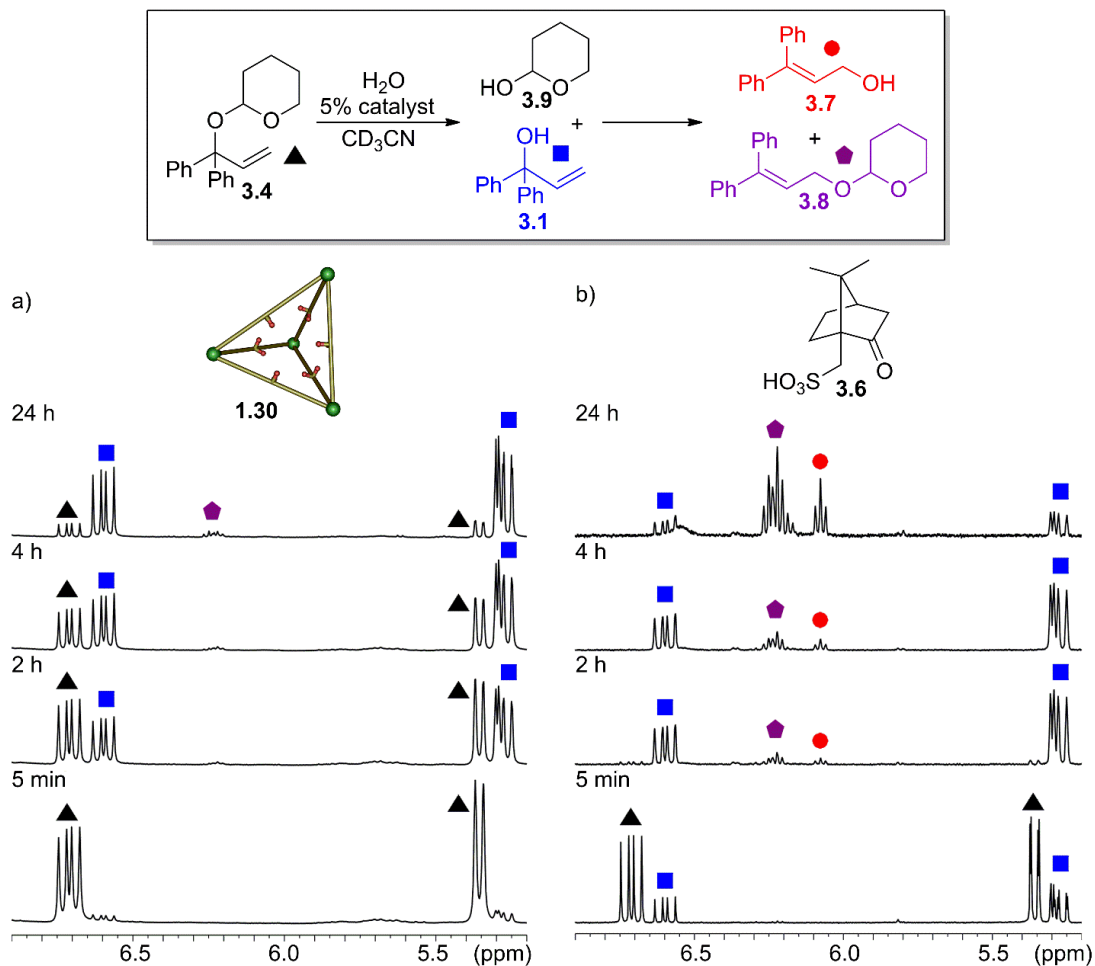 H₂O
5% catalyst
CD₃CN
O
O
Ph
Ph
3.4
HO
O
3.9
+
OH
Ph
Ph
3.1
Ph
Ph
OH
3.7
+
Ph
Ph
O
O
3.8
a)
1.30
24 h
4 h
2 h
5 min
6.5
6.0
5.5
(ppm)
b)
HO₃S
O
3.6
24 h
4 h
2 h
5 min
6.5
6.0
5.5
(ppm)